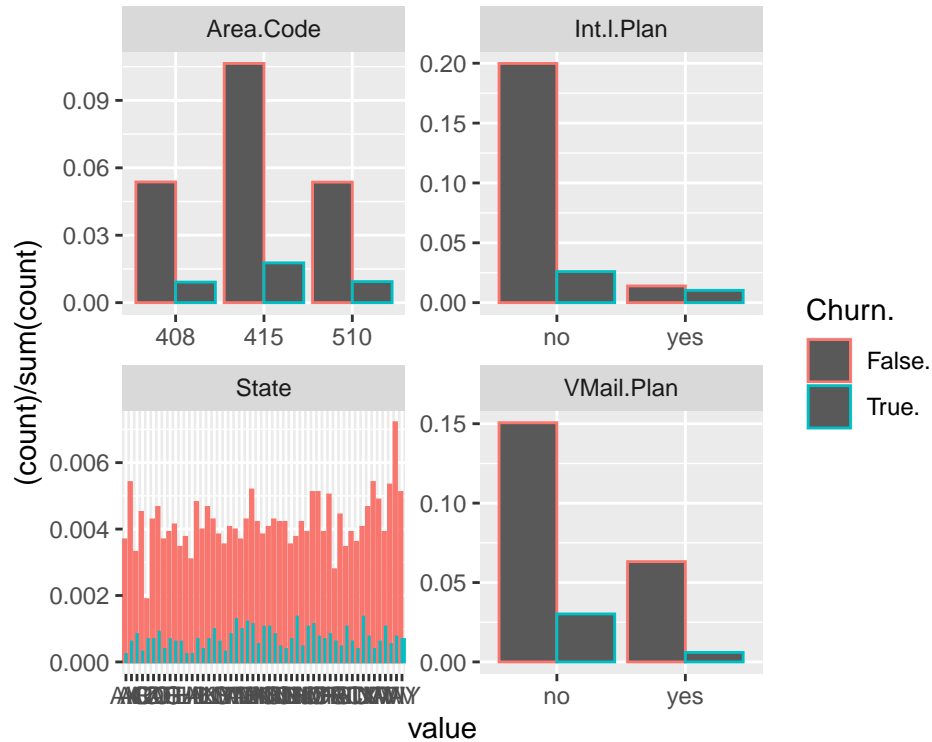 Area.Code
Int.l.Plan
0.09
0.06
0.03
0.00
408 415 510
0.20
0.15
0.10
0.05
0.00
no yes
State
VMail.Plan
0.006
0.004
0.002
0.000
0.15
0.10
0.05
0.00
no yes
(count)/sum(count)
value
Churn.
False.
True.